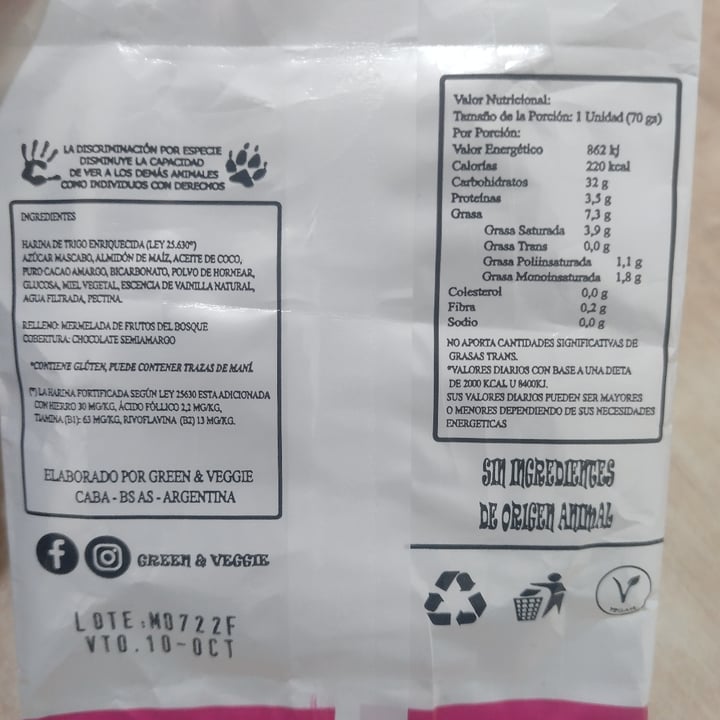 LA DISCRIMINACIÓN POR ESPECIE
DISMINUYE LA CAPACIDAD
DE VER A LOS DEMÁS ANIMALES
COMO INDIVIDUOS CON DERECHOS
INGREDIENTES
HARINA DE TRIGO ENRIQUECIDA (LEY 25.630*)
AZÚCAR MASCABO, ALMIDÓN DE MAÍZ, ACEITE DE COCO,
PURO CACAO AMARGO, BICARBONATO, POLVO DE HORNEAR,
GLUCOSA, MIEL VEGETAL, ESCENCIA DE VAINILLA NATURAL,
AGUA FILTRADA, PECTINA.
RELLENO: MERMELADA DE FRUTOS DEL BOSQUE
COBERTURA: CHOCOLATE SEMIAMARGO
*CONTIENE GLÚTEN, PUEDE CONTENER TRAZAS DE MANÍ.
(*) LA HARINA FORTIFICADA SEGÚN LEY 25630 ESTA ADICIONADA
CON HIERRO 30 MG/KG, ÁCIDO FÓLLICO 2,2 MG/KG,
TIAMINA (B1): 63 MG/KG, RIVOFLAVINA (B2) 13 MG/KG.
ELABORADO POR GREEN & VEGGIE
CABA - BS AS - ARGENTINA
GREEN & VEGGIE
LOTE:M0722F
VTO.10-OCT
Valor Nutricional:
Tamaño de la Porción: 1 Unidad (70 gs)
Por Porción:
Valor Energético 862 kj
Calorías 220 kcal
Carbohidratos 32 g
Proteínas 3,5 g
Grasa 7,3 g
Grasa Saturada 3,9 g
Grasa Trans 0,0 g
Grasa Poliinsaturada 1,1 g
Grasa Monoinsaturada 1,8 g
Colesterol 0,0 g
Fibra 0,2 g
Sodio 0,0 g
NO APORTA CANTIDADES SIGNIFICATIVAS DE
GRASAS TRANS.
*VALORES DIARIOS CON BASE A UNA DIETA
DE 2000 KCAL U 8400KJ.
SUS VALORES DIARIOS PUEDEN SER MAYORES
O MENORES DEPENDIENDO DE SUS NECESIDADES
ENERGETICAS
SIN INGREDIENTES
DE ORIGEN ANIMAL